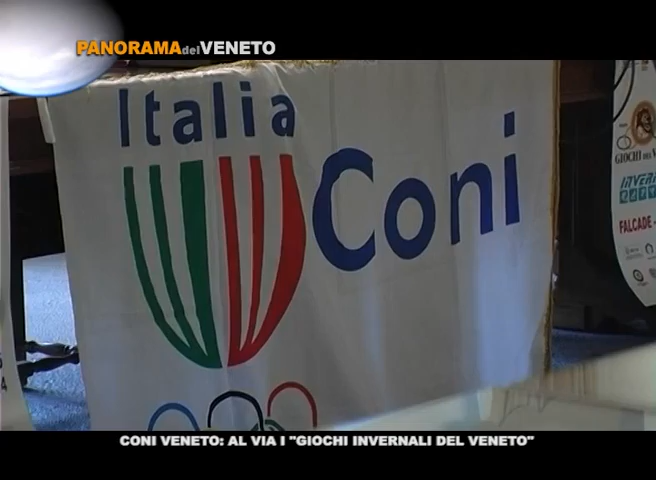 PANORAMAdelVENETO
Italia
Coni
GIOCHI
FALCADE
CONI VENETO: AL VIA I "GIOCHI INVERNALI DEL VENETO"